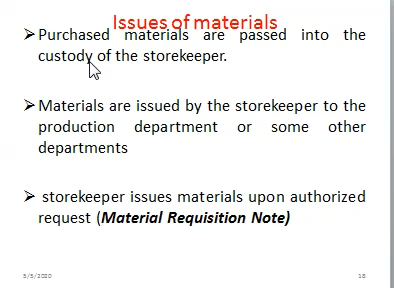 Issues of materials
➢ Purchased materials are passed into the
custody of the storekeeper.
➢ Materials are issued by the storekeeper to the
production department or some other
departments
➢ storekeeper issues materials upon authorized
request (Material Requisition Note)
5/5/2020
18